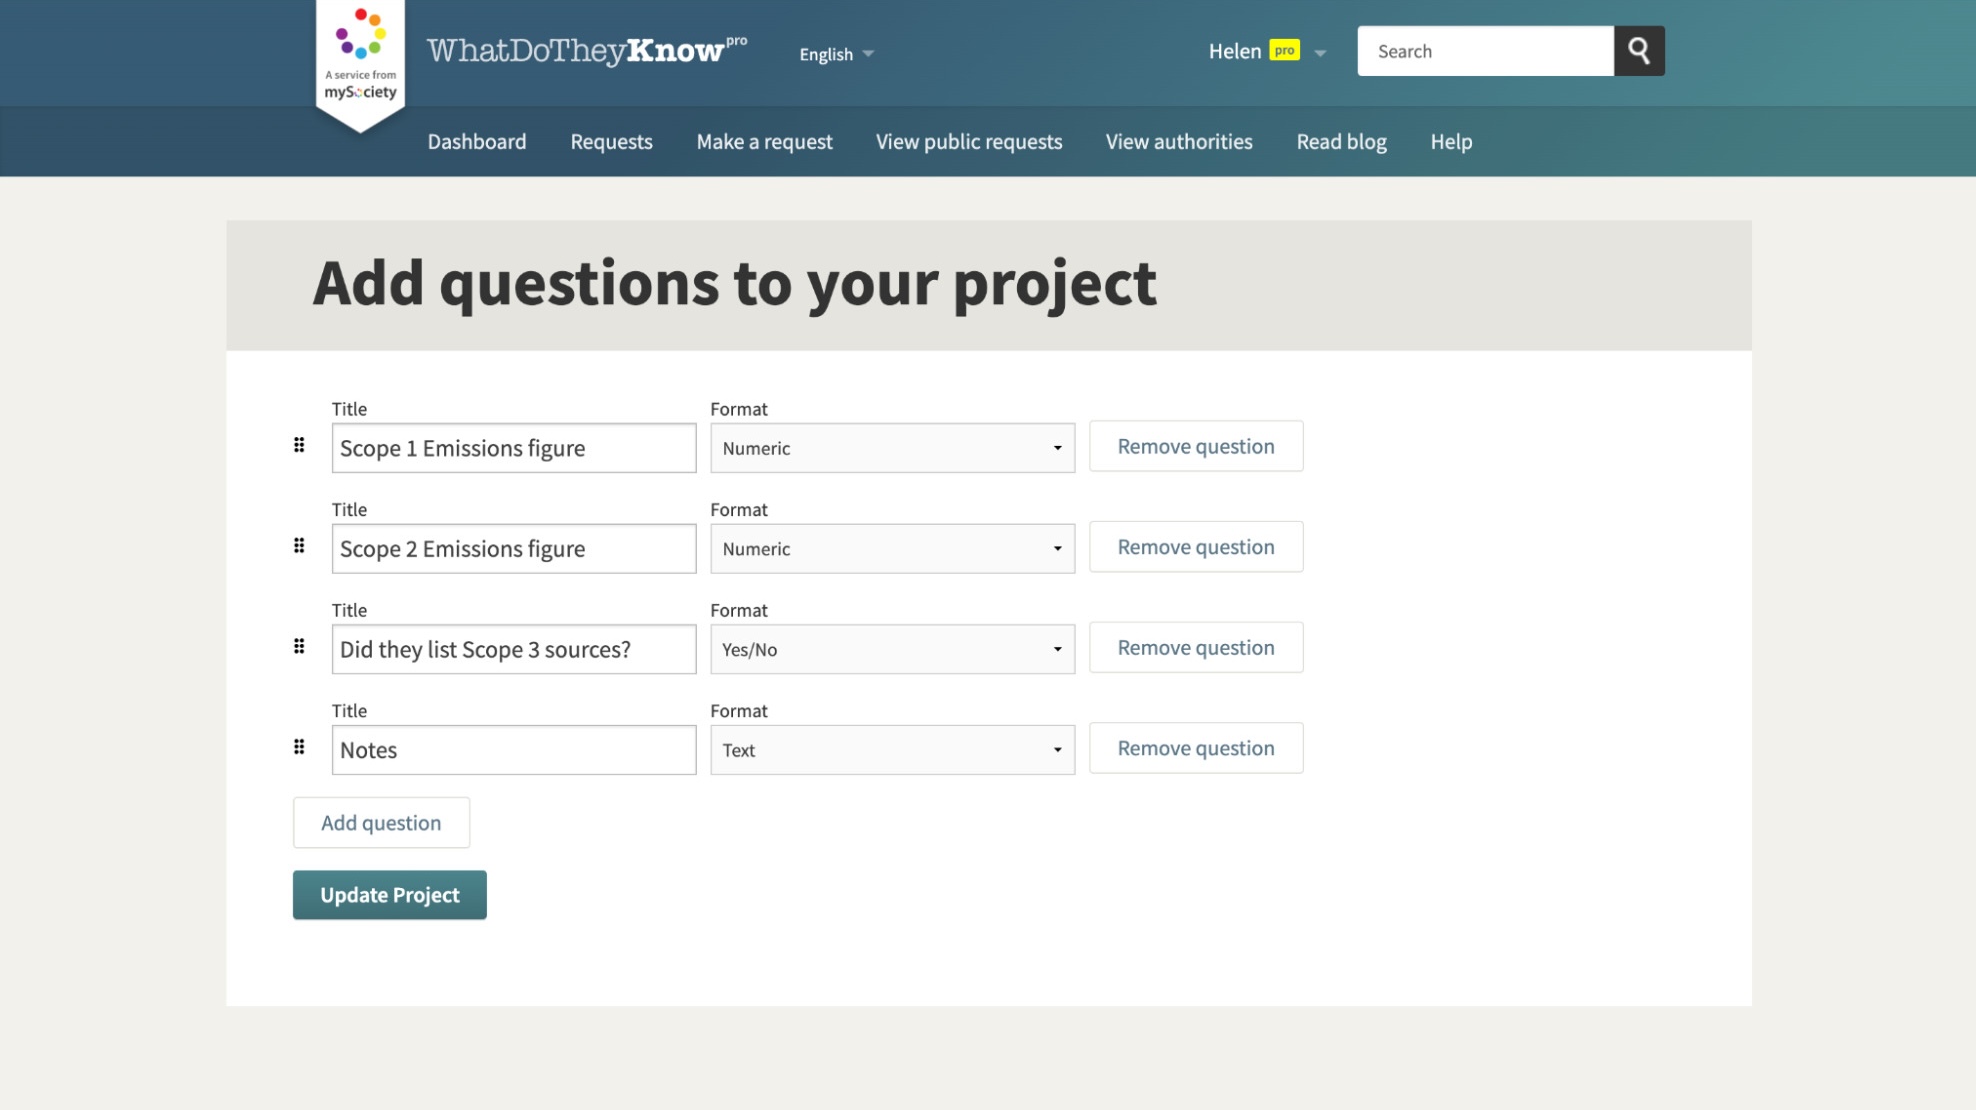 A service from
mySociety
WhatDoTheyKnow pro
English
Helen pro
Search
Dashboard Requests Make a request View public requests View authorities Read blog Help
Add questions to your project
Title Format
Scope 1 Emissions figure Numeric Remove question
Title Format
Scope 2 Emissions figure Numeric Remove question
Title Format
Did they list Scope 3 sources? Yes/No Remove question
Title Format
Notes Text Remove question
Add question
Update Project